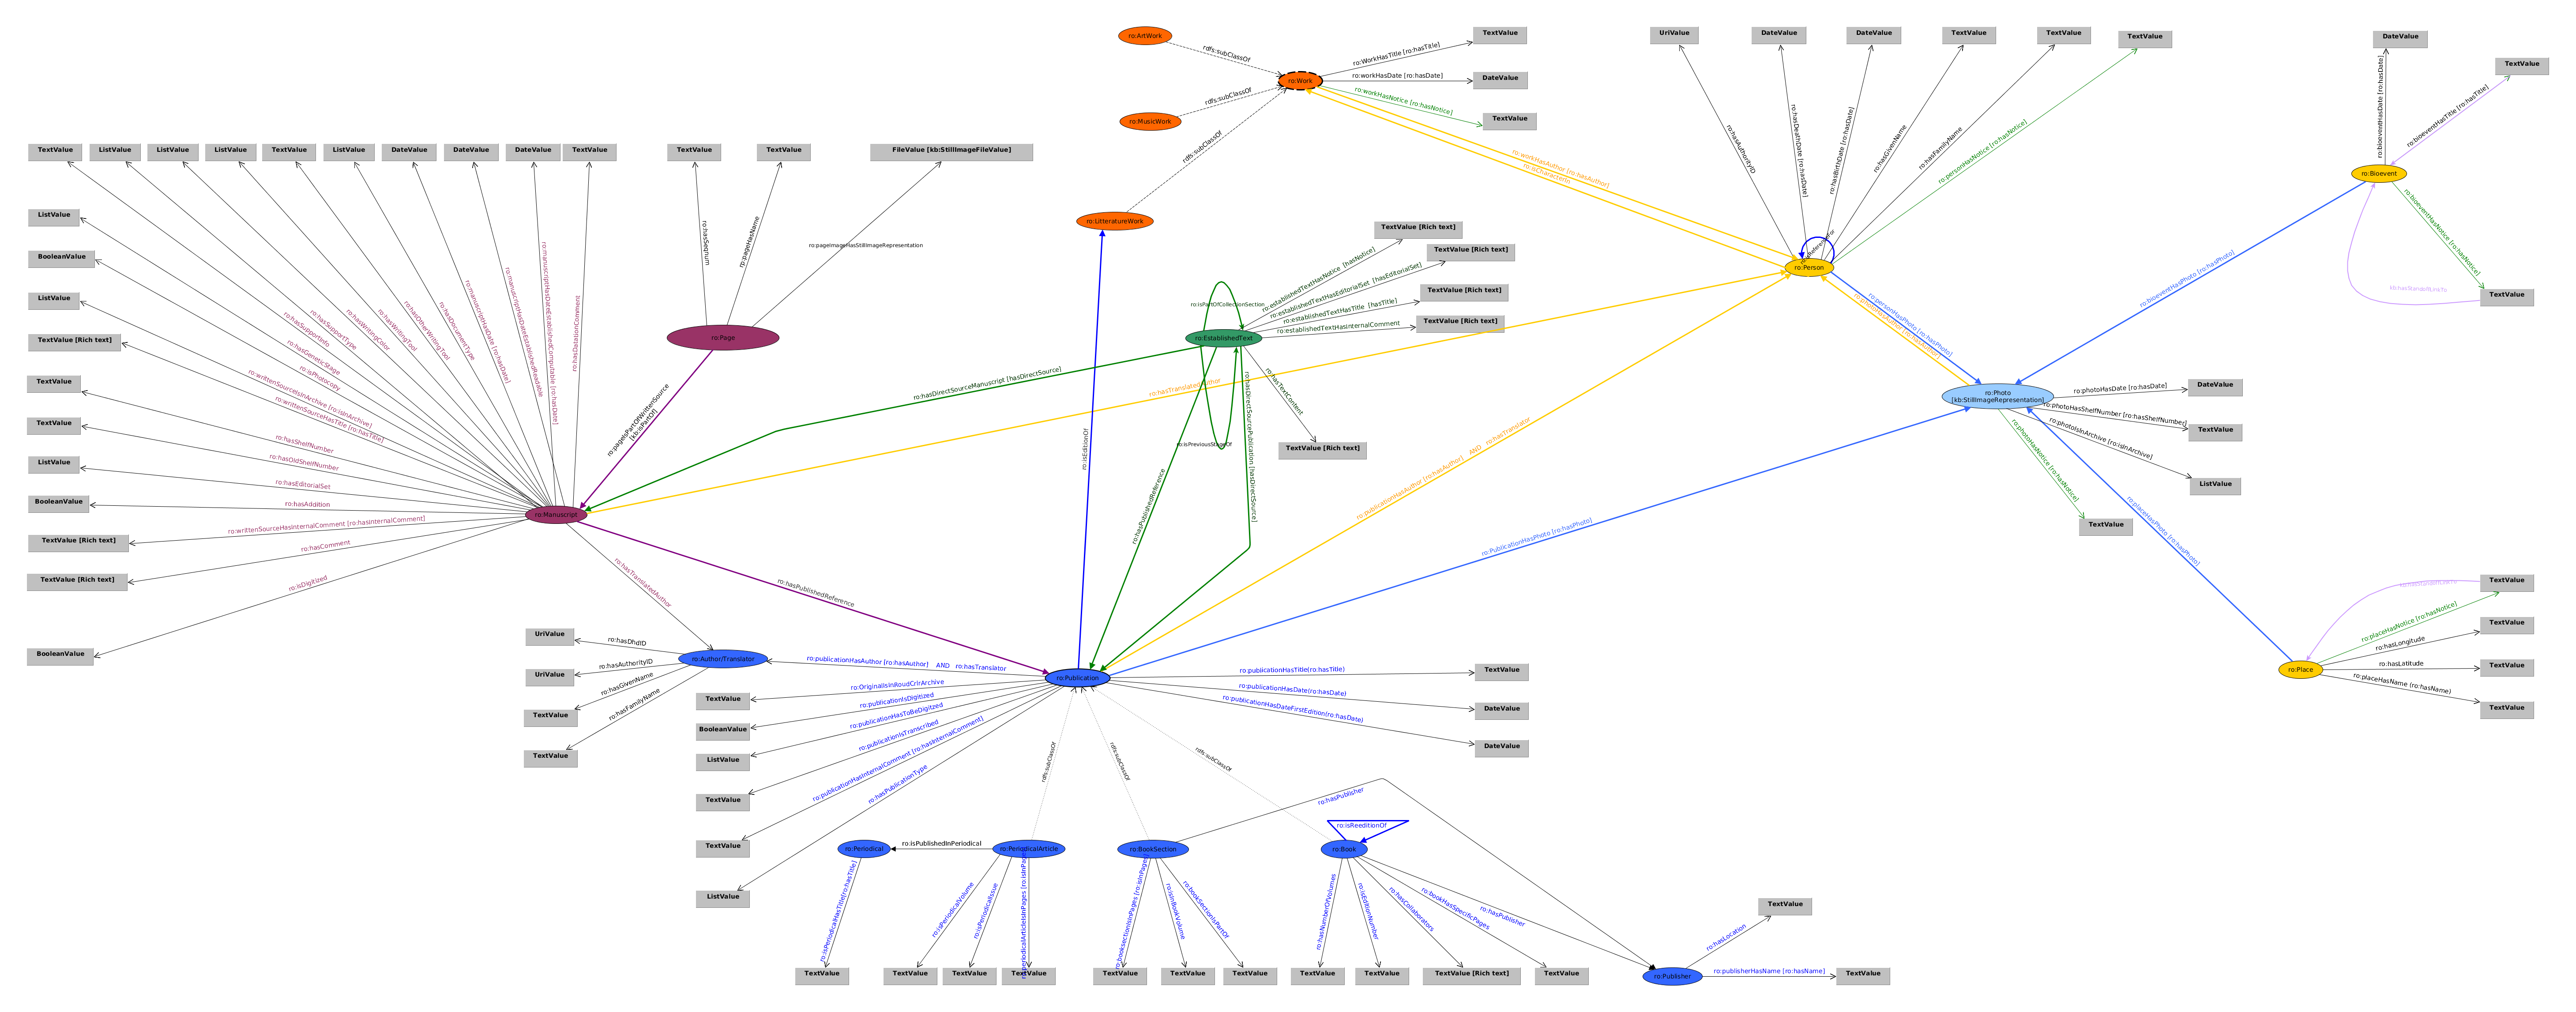 ro:ArtWork
rdfs:subClassOf
ro:Work
rdfs:subClassOf
ro:MusicWork
rdfs:subClassOf
ro:LitteratureWork
ro:WorkHasTitle [ro:hasTitle]
TextValue
ro:workHasDate [ro:hasDate]
DateValue
ro:workHasNotice [ro:hasNotice]
TextValue
ro:workHasAuthor [ro:hasAuthor]
ro:isCharacterIn
UriValue
DateValue
DateValue
TextValue
TextValue
TextValue
ro:hasAuthorityID
ro:hasDeathDate [ro:hasDate]
ro:hasBirthDate [ro:hasDate]
ro:hasGivenName
ro:hasFamilyName
ro:personHasNotice [ro:hasNotice]
ro:Person
DateValue
TextValue
ro:bioeventHasDate [ro:hasDate]
ro:bioeventHasTitle [ro:hasTitle]
ro:Bioevent
ro:bioeventHasNotice [ro:hasNotice]
TextValue
ro:bioeventHasPhoto [ro:hasPhoto]
ro:personHasPhoto [ro:hasPhoto]
ro:Photo
[kb:StillImageRepresentation]
ro:photoHasDate [ro:hasDate]
DateValue
ro:photoHasShelfNumber [ro:hasShelfNumber]
TextValue
ro:photoIsInArchive [ro:isInArchive]
ListValue
ro:photoHasNotice [ro:hasNotice]
TextValue
ro:placeHasPhoto [ro:hasPhoto]
TextValue
ro:placeHasNotice [ro:hasNotice]
TextValue
ro:hasLongitude
TextValue
ro:hasLatitude
TextValue
ro:placeHasName (ro:hasName)
ro:Place
TextValue
ListValue
ListValue
ListValue
TextValue
ListValue
DateValue
DateValue
DateValue
TextValue
ListValue
BooleanValue
ListValue
TextValue [Rich text]
TextValue
TextValue
ListValue
BooleanValue
TextValue [Rich text]
TextValue [Rich text]
BooleanValue
ro:hasSupportInfo
ro:hasSupportType
ro:hasWritingColor
ro:hasWritingTool
ro:hasOtherWritingTool
ro:hasDocumentType
ro:manuscriptHasDate [ro:hasDate]
ro:manuscriptHasDateEstablishedReadable
ro:manuscriptHasDateEstablishedComputable [ro:hasDate]
ro:hasDatationComment
ro:hasGeneticStage
ro:isPhotocopy
ro:writtenSourceIsInArchive [ro:isInArchive]
ro:writtenSourceHasTitle [ro:hasTitle]
ro:hasShelfNumber
ro:hasOldShelfNumber
ro:hasEditorialSet
ro:hasAddition
ro:writtenSourceHasInternalComment [ro:hasInternalComment]
ro:hasComment
ro:isDigitized
ro:Manuscript
TextValue
TextValue
FileValue [kb:StillImageFileValue]
ro:hasSeqnum
rp:pageHasName
ro:pageImageHasStillImageRepresentation
ro:Page
ro:pageIsPartOfWrittenSource
[kb:isPartOf]
TextValue [Rich text]
TextValue [Rich text]
TextValue [Rich text]
TextValue [Rich text]
ro:establishedTextHasNotice [hasNotice]
ro:establishedTextHasEditorialSet [hasEditorialSet]
ro:establishedTextHasTitle [hasTitle]
ro:establishedTextHasInternalComment
ro:isPartOfCollectionSection
ro:EstablishedText
ro:hasTextContent
TextValue [Rich text]
ro:isPreviousStageOf
ro:hasDirectSourceManuscript [hasDirectSource]
ro:hasDirectSourcePublication [hasDirectSource]
ro:hasPublishedReference
ro:isEditionOf
ro:publicationHasAuthor [ro:hasAuthor] AND ro:hasTranslator
ro:PublicationHasPhoto [ro:hasPhoto]
ro:hasPublishedReference
ro:hasTranslatedAuthor
UriValue
UriValue
TextValue
TextValue
ro:hasDhdID
ro:hasAuthorityID
ro:hasGivenName
ro:hasFamilyName
ro:Author/Translator
ro:publicationHasAuthor [ro:hasAuthor] AND ro:hasTranslator
ro:Publication
ro:publicationHasTitle(ro:hasTitle)
TextValue
ro:publicationHasDate(ro:hasDate)
DateValue
ro:publicationHasDateFirstEdition(ro:hasDate)
DateValue
ro:OriginalIsInRoudCrlrArchive
TextValue
ro:publicationIsDigitized
BooleanValue
ro:publicationHasToBeDigitzed
ListValue
ro:publicationIsTranscribed
TextValue
ro:publicationHasInternalComment [ro:hasInternalComment]
TextValue
ro:hasPublicationType
ListValue
rdfs:subClassOf
rdfs:subClassOf
rdfs:subClassOf
ro:Periodical
ro:isPublishedInPeriodical
ro:PeriodicalArticle
ro:BookSection
ro:isReeditionOf
ro:Book
ro:hasPublisher
ro:isPeriodicalHasTitle[ro:hasTitle]
ro:isPeriodicalVolume
ro:isPeriodicalIssue
ro:booksectionIsInPages [ro:isInPages]
ro:isInBookVolume
ro:bookSectionIsPartOf
ro:hasNumberOfVolumes
ro:isEditionNumber
ro:hasCollaborators
ro:bookHasSpecificPages
ro:hasPublisher
TextValue
TextValue
TextValue
TextValue
TextValue
TextValue
TextValue
TextValue
TextValue
TextValue [Rich text]
TextValue
ro:Publisher
ro:hasLocation
TextValue
ro:publisherHasName [ro:hasName]
TextValue